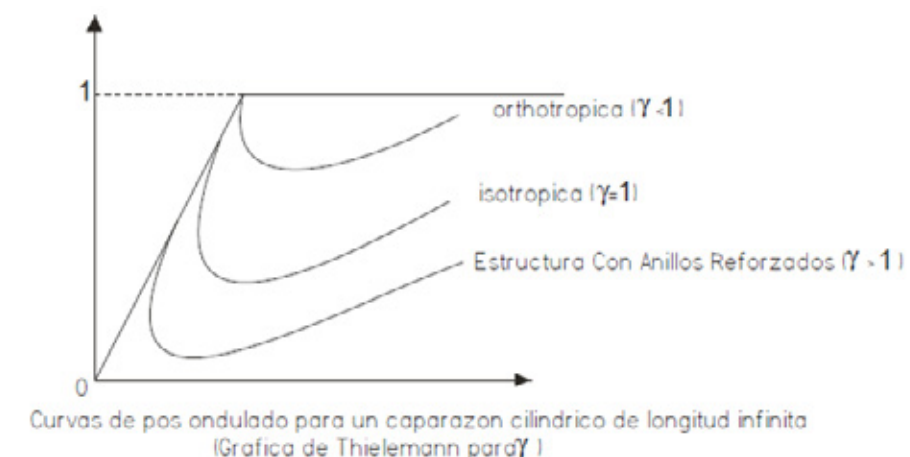 1
orthotropica (γ <1)
isotropica (γ=1)
Estructura Con Anillos Reforzados (γ > 1)
0
Curvas de pos ondulado para un caparazon cilindrico de longitud infinita
(Grafica de Thielemann paraγ )